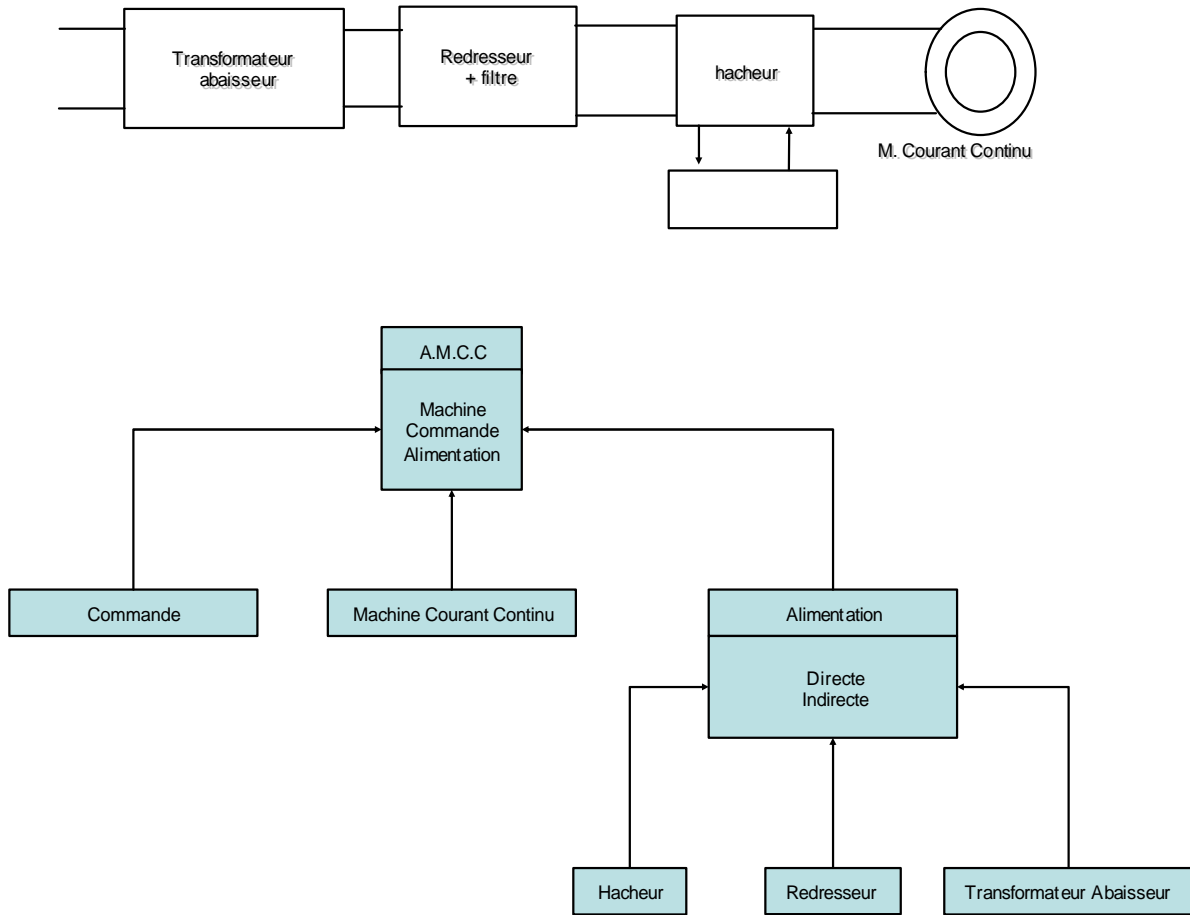 Transformateur
abaisseur
Redresseur
+ filtre
hacheur
M. Courant Continu
A.M.C.C
Machine
Commande
Alimentation
Commande
Machine Courant Continu
Alimentation
Directe
Indirecte
Hacheur
Redresseur
Transformateur Abaisseur